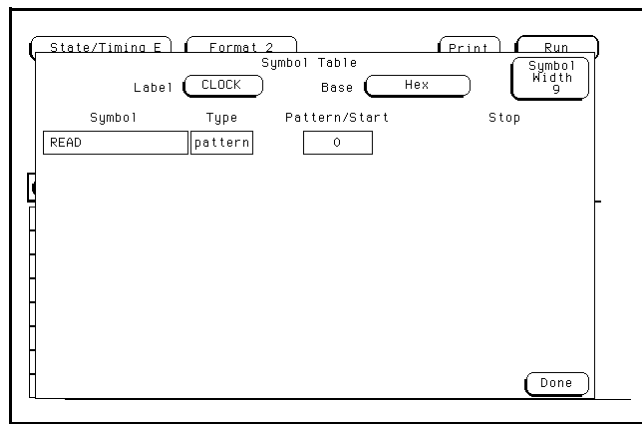 State/Timing E Format 2 Print Run
Symbol Table
Label CLOCK Base Hex
Symbol Width 9
Symbol Type Pattern/Start Stop
READ pattern 0
Done